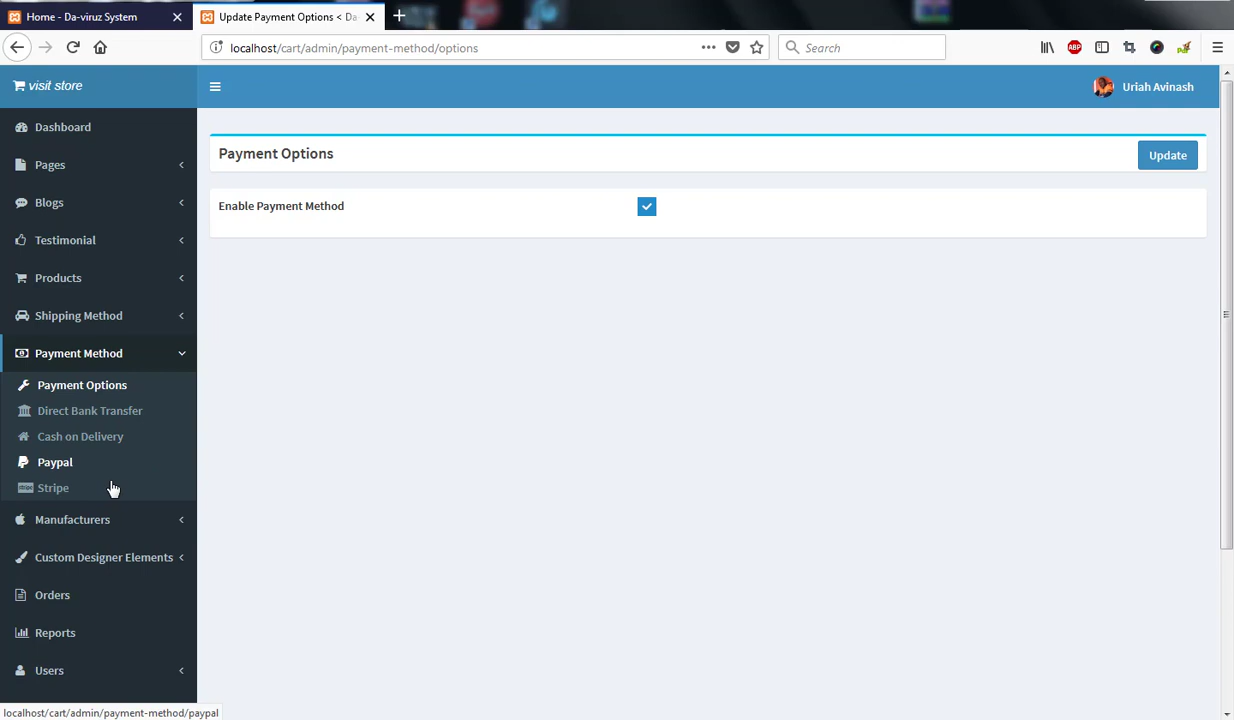 Home - Da-viruz System
Update Payment Options < Da-
localhost/cart/admin/payment-method/options
Search
ABP
visit store
Uriah Avinash
Dashboard
Pages
Blogs
Testimonial
Products
Shipping Method
Payment Method
Payment Options
Direct Bank Transfer
Cash on Delivery
Paypal
Stripe
Manufacturers
Custom Designer Elements
Orders
Reports
Users
Payment Options
Update
Enable Payment Method
localhost/cart/admin/payment-method/paypal